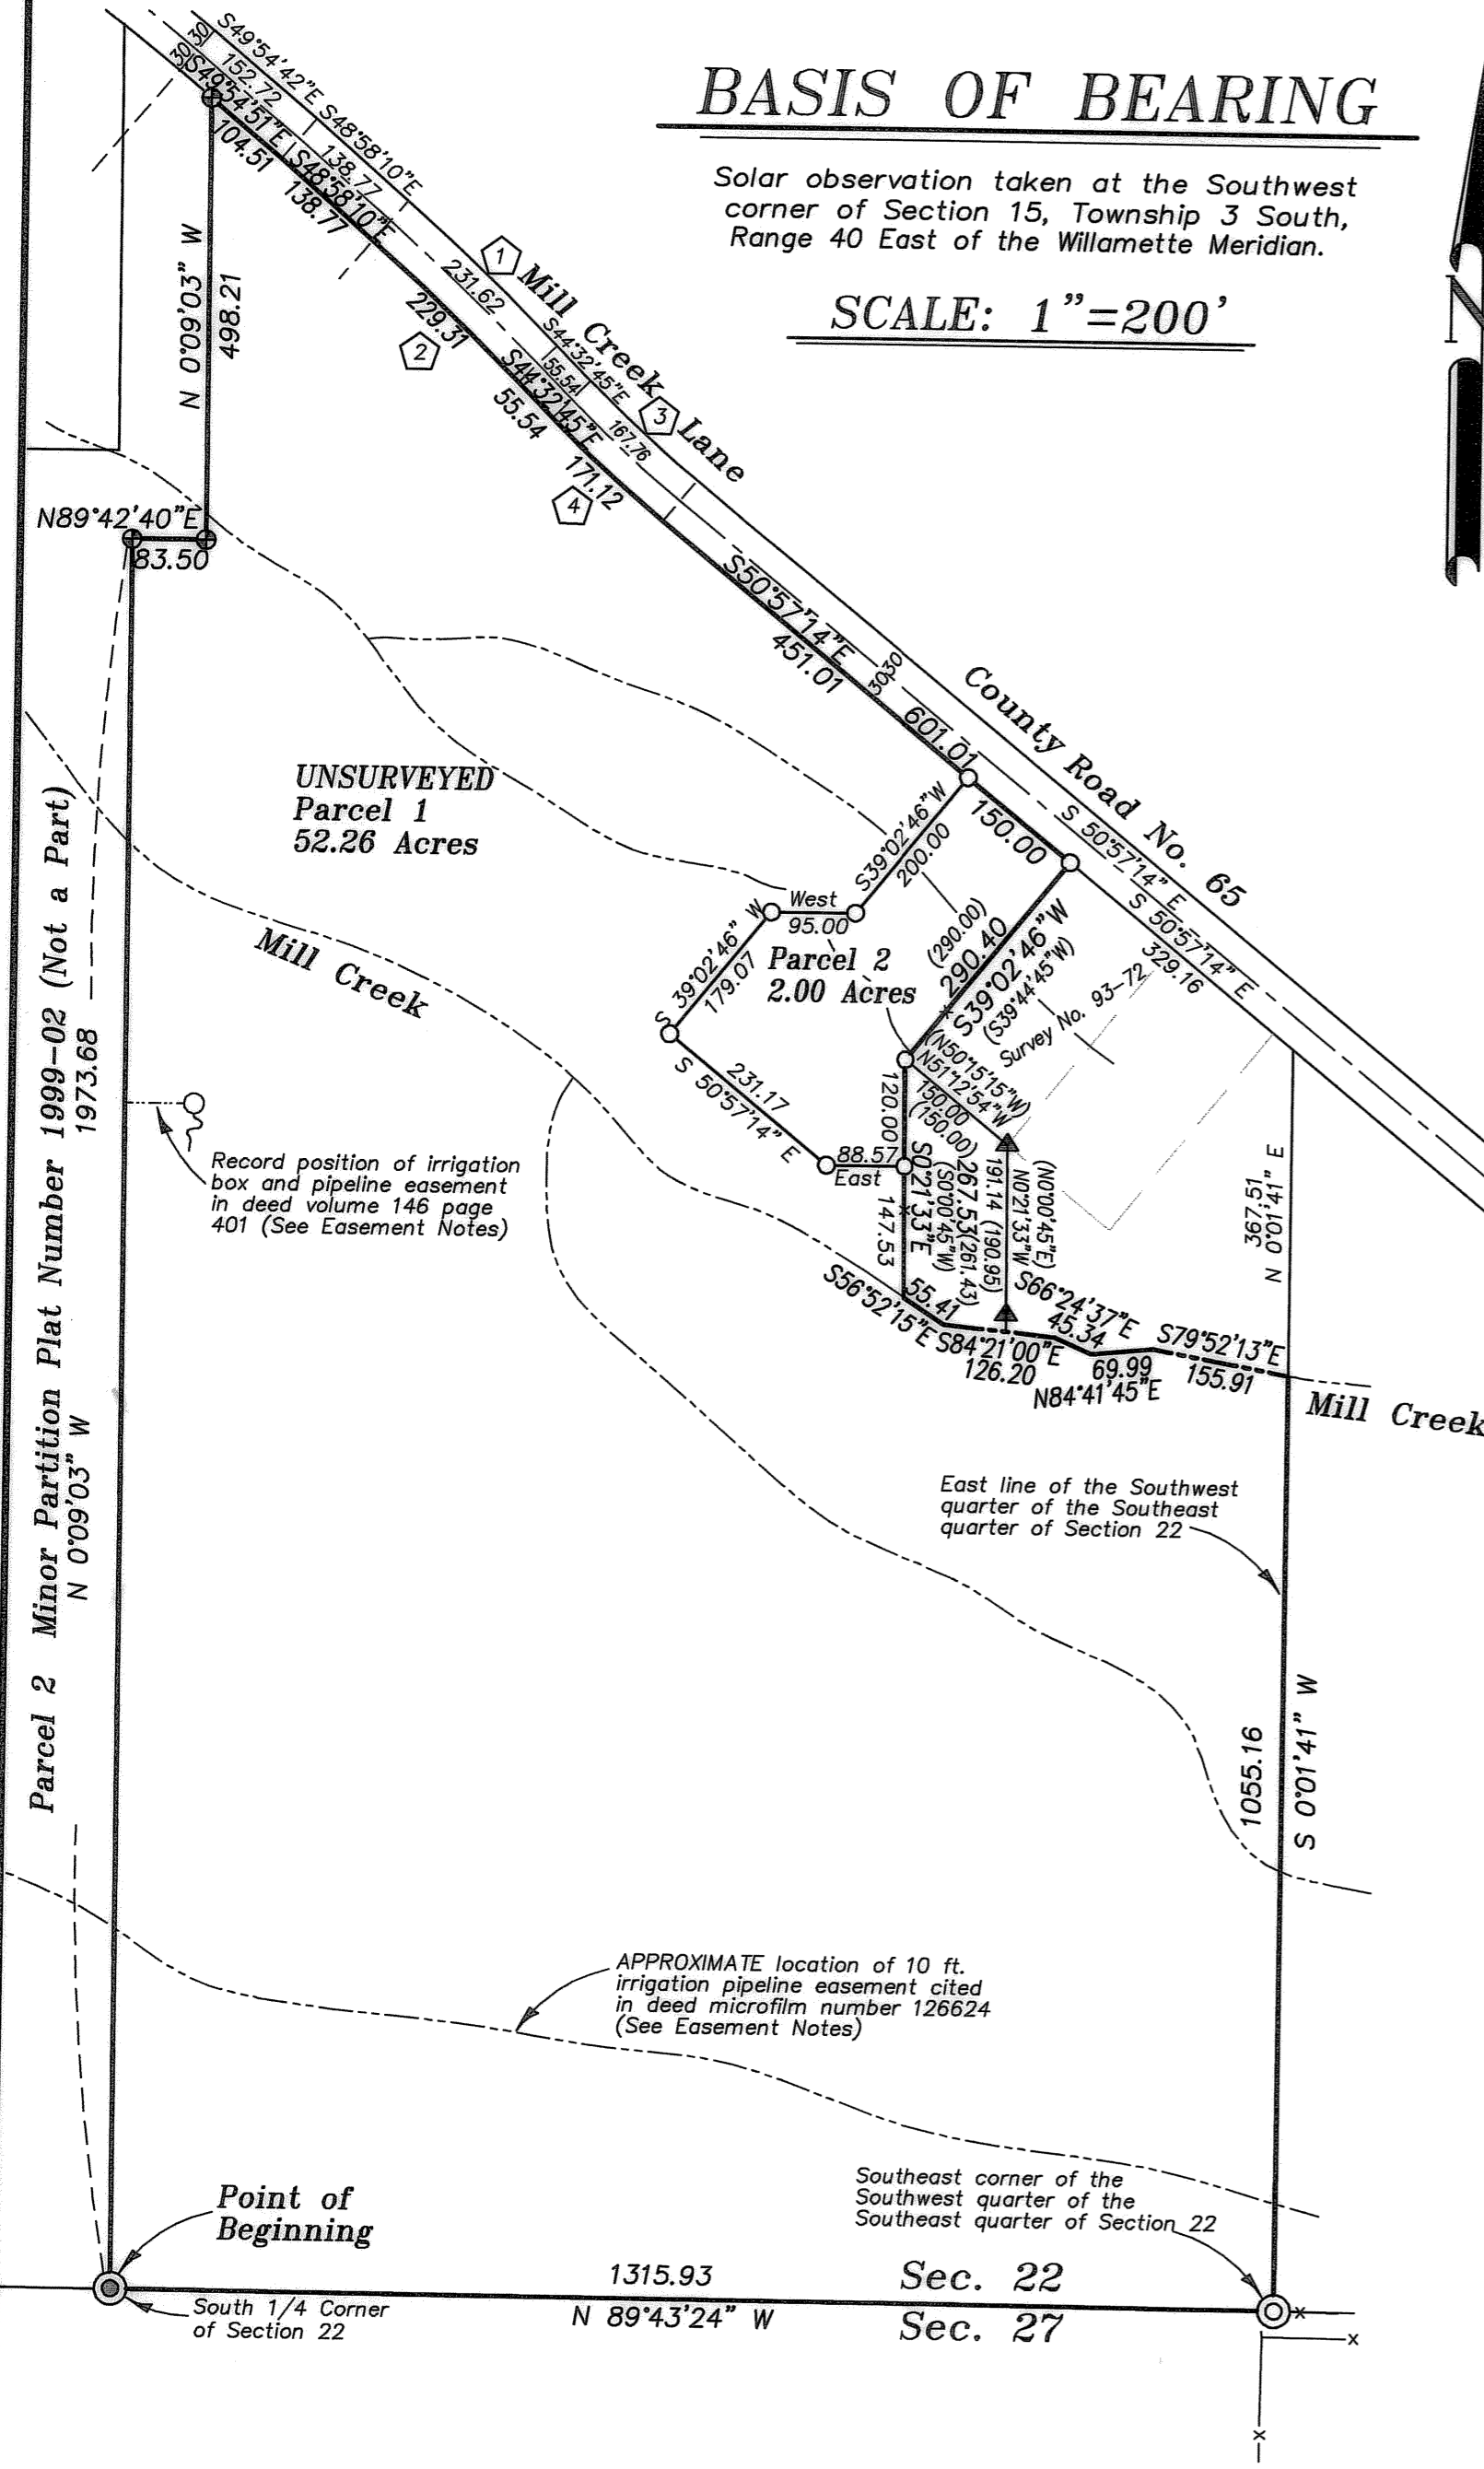 BASIS OF BEARING
Solar observation taken at the Southwest
corner of Section 15, Township 3 South,
Range 40 East of the Willamette Meridian.
SCALE: 1"=200'
N
30
30
S49°54'42"E
152.72
S49°54'51"E
104.51
S48°58'10"E
138.77
S48°58'10"E
138.77
N 0°09'03" W
498.21
1
231.62
229.31
2
Mill Creek Lane
S44°32'45"E
55.54
S44°32'45"E
55.54
3
167.76
171.12
4
N89°42'40"E
83.50
S50°57'14"E
451.01
30
30
601.01
County Road No. 65
S 50°57'14" E
S 50°57'14" E
329.16
150.00
UNSURVEYED
Parcel 1
52.26 Acres
S39°02'46"W
200.00
West
95.00
S 39°02'46" W
179.07
Parcel 2
2.00 Acres
(290.00)
290.40
S39°02'46"W
(S39°44'45"W)
Survey No. 93-72
Mill Creek
S 50°57'14" E
231.17
88.57
East
120.00
(N50°15'15"W)
N51°12'54"W
150.00
(150.00)
147.53
S0°21'33"E
(S0°00'45"W)
267.53(261.43)
191.14 (190.95)
N0°21'33"W
(N0°00'45"E)
367.51
N 0°01'41" E
55.41
S56°52'15"E
S84°21'00"E
126.20
S66°24'37"E
45.34
69.99
N84°41'45"E
S79°52'13"E
155.91
Mill Creek
Parcel 2 Minor Partition Plat Number 1999-02 (Not a Part)
1973.68
N 0°09'03" W
Record position of irrigation
box and pipeline easement
in deed volume 146 page
401 (See Easement Notes)
East line of the Southwest
quarter of the Southeast
quarter of Section 22
1055.16
S 0°01'41" W
APPROXIMATE location of 10 ft.
irrigation pipeline easement cited
in deed microfilm number 126624
(See Easement Notes)
Southeast corner of the
Southwest quarter of the
Southeast quarter of Section 22
Point of
Beginning
South 1/4 Corner
of Section 22
1315.93
N 89°43'24" W
Sec. 22
Sec. 27